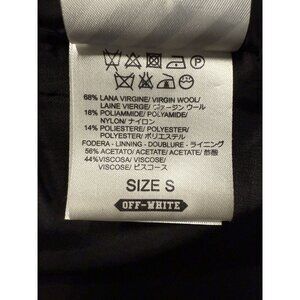 68% LANA VIRGINE/ VIRGIN WOOL/
LAINE VIERGE/ ヴァージン ウール
18% POLIAMMIDE/ POLYAMIDE/
NYLON/ ナイロン
14% POLIESTERE/ POLYESTER/
POLYESTER/ ポリエステル
FODERA - LINNING - DOUBLURE - ライニング
56% ACETATO/ ACETATE/ ACETATE/ 酢酸
44%VISCOSA/ VISCOSE/
VISCOSE/ ビスコース
SIZE S
OFF-WHITE